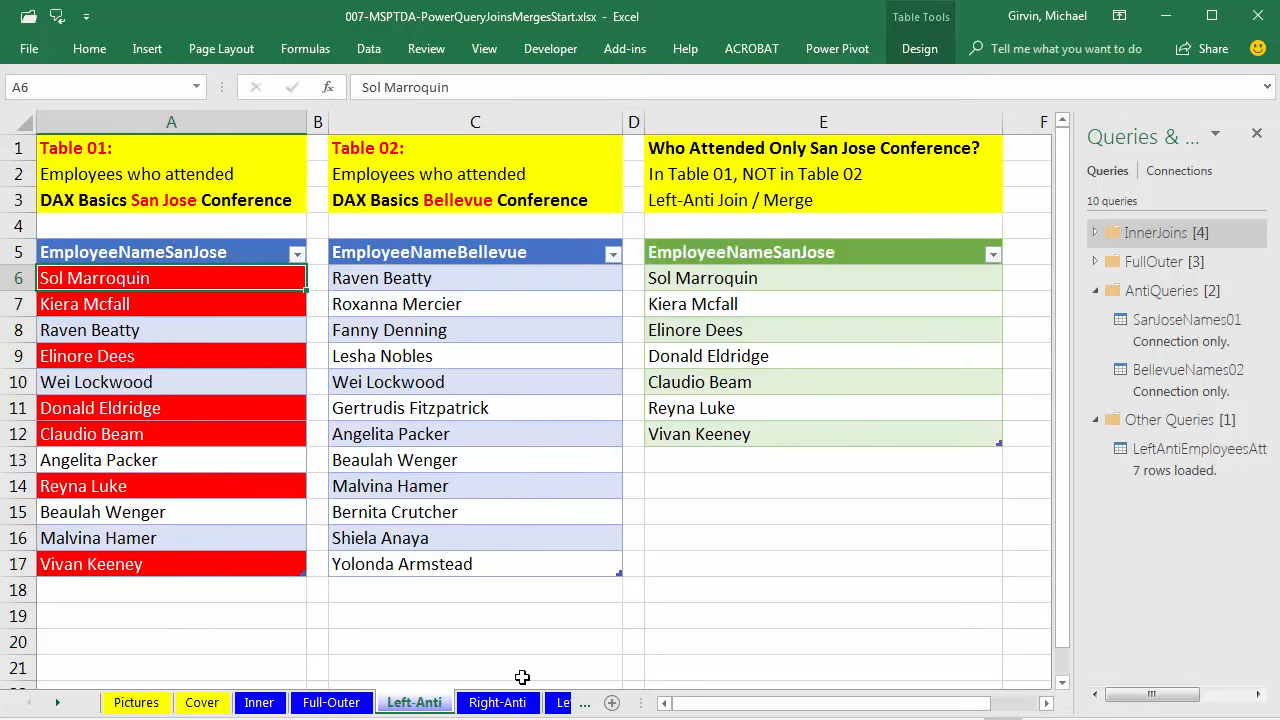 007-MSPTDA-PowerQueryJoinsMergesStart.xlsx - Excel
Table Tools
Girvin, Michael
File Home Insert Page Layout Formulas Data Review View Developer Add-ins Help ACROBAT Power Pivot Design Tell me what you want to do Share
A6 fx Sol Marroquin
A B C D E F
1 Table 01: Table 02: Who Attended Only San Jose Conference?
2 Employees who attended Employees who attended In Table 01, NOT in Table 02
3 DAX Basics San Jose Conference DAX Basics Bellevue Conference Left-Anti Join / Merge
4
5 EmployeeNameSanJose EmployeeNameBellevue EmployeeNameSanJose
6 Sol Marroquin Raven Beatty Sol Marroquin
7 Kiera Mcfall Roxanna Mercier Kiera Mcfall
8 Raven Beatty Fanny Denning Elinore Dees
9 Elinore Dees Lesha Nobles Donald Eldridge
10 Wei Lockwood Wei Lockwood Claudio Beam
11 Donald Eldridge Gertrudis Fitzpatrick Reyna Luke
12 Claudio Beam Angelita Packer Vivan Keeney
13 Angelita Packer Beaulah Wenger
14 Reyna Luke Malvina Hamer
15 Beaulah Wenger Bernita Crutcher
16 Malvina Hamer Shiela Anaya
17 Vivan Keeney Yolonda Armstead
18
19
20
21
Queries & ...
Queries Connections
10 queries
InnerJoins [4]
FullOuter [3]
AntiQueries [2]
SanJoseNames01
Connection only.
BellevueNames02
Connection only.
Other Queries [1]
LeftAntiEmployeesAtt
7 rows loaded.
Pictures Cover Inner Full-Outer Left-Anti Right-Anti Le ...